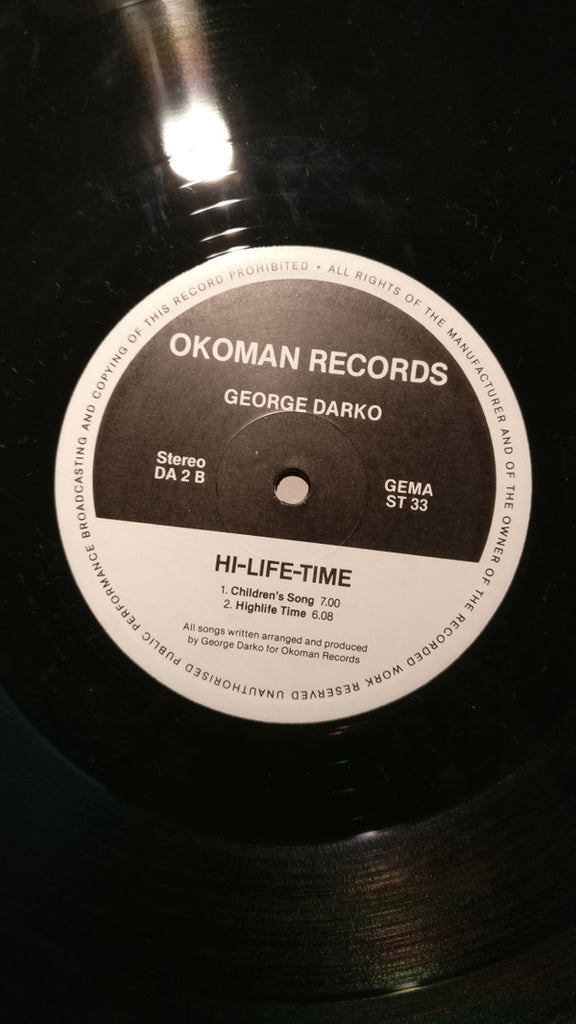 ALL RIGHTS OF THE MANUFACTURER AND OF THE OWNER OF THE RECORDED WORK RESERVED UNAUTHORISED PUBLIC PERFORMANCE BROADCASTING AND COPYING OF THIS RECORD PROHIBITED •
OKOMAN RECORDS
GEORGE DARKO
Stereo
DA 2 B
GEMA
ST 33
HI-LIFE-TIME
1. Children's Song 7.00
2. Highlife Time 6.08
All songs written arranged and produced
by George Darko for Okoman Records